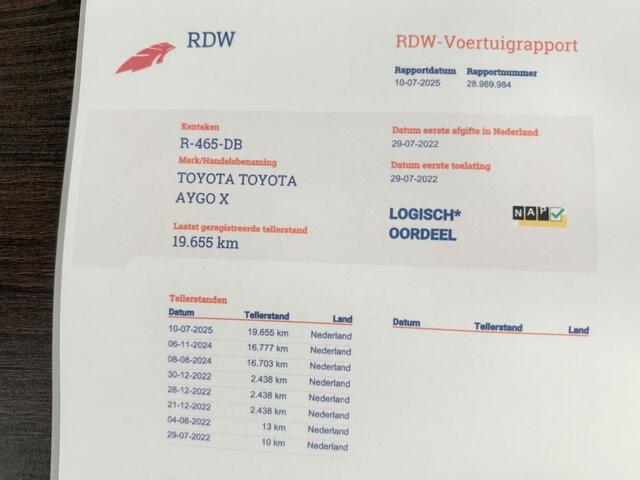 RDW
RDW-Voertuigrapport
Rapportdatum Rapportnummer
10-07-2025 28.989.984
Kenteken
R-465-DB
Merk/Handelsbenaming
TOYOTA TOYOTA
AYGO X
Laatst geregistreerde tellerstand
19.655 km
Datum eerste afgifte in Nederland
29-07-2022
Datum eerste toelating
29-07-2022
LOGISCH*
OORDEEL
NAP
Tellerstanden
Datum Tellerstand Land
10-07-2025 19.655 km Nederland
06-11-2024 16.777 km Nederland
08-08-2024 16.703 km Nederland
30-12-2022 2.438 km Nederland
28-12-2022 2.438 km Nederland
21-12-2022 2.438 km Nederland
04-08-2022 13 km Nederland
29-07-2022 10 km Nederland
Datum Tellerstand Land